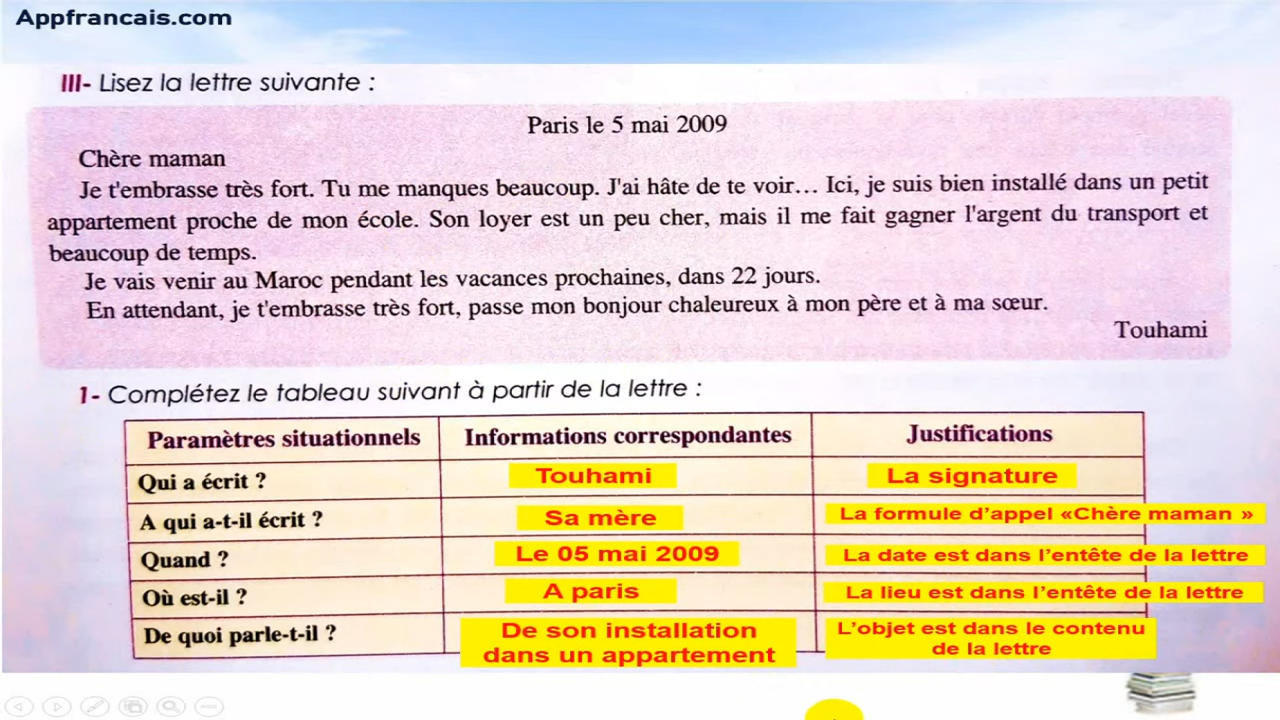 Appfrancais.com
III- Lisez la lettre suivante :
Paris le 5 mai 2009
Chère maman
Je t'embrasse très fort. Tu me manques beaucoup. J'ai hâte de te voir... Ici, je suis bien installé dans un petit
appartement proche de mon école. Son loyer est un peu cher, mais il me fait gagner l'argent du transport et
beaucoup de temps.
Je vais venir au Maroc pendant les vacances prochaines, dans 22 jours.
En attendant, je t'embrasse très fort, passe mon bonjour chaleureux à mon père et à ma sœur.
Touhami
1- Complétez le tableau suivant à partir de la lettre :
Paramètres situationnels Informations correspondantes Justifications
Qui a écrit ? Touhami La signature
A qui a-t-il écrit ? Sa mère La formule d'appel «Chère maman »
Quand ? Le 05 mai 2009 La date est dans l'entête de la lettre
Où est-il ? A paris La lieu est dans l'entête de la lettre
De quoi parle-t-il ? De son installation L'objet est dans le contenu
dans un appartement de la lettre